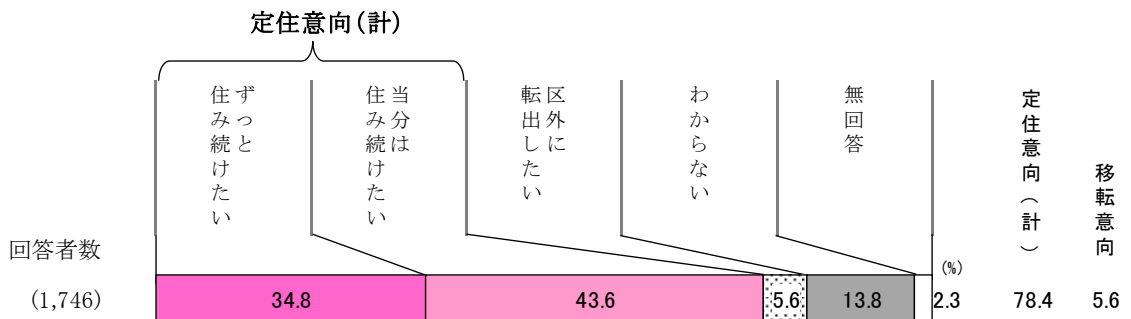 定住意向（計）
ずっと
住み続けたい
当分は
住み続けたい
区外に
転出したい
わからない
無回答
定住意向（計）
移転意向
回答者数
(%)
(1,746)
34.8
43.6
5.6
13.8
2.3
78.4
5.6